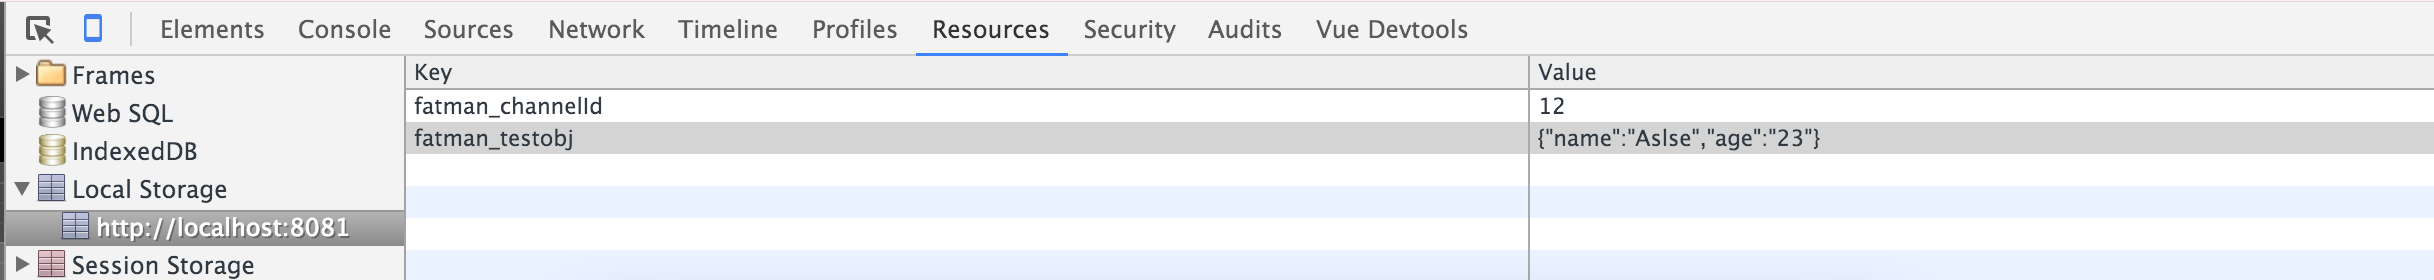 Elements Console Sources Network Timeline Profiles Resources Security Audits Vue Devtools
Frames
Web SQL
IndexedDB
Local Storage
http://localhost:8081
Session Storage
Key Value
fatman_channelId 12
fatman_testobj {"name":"Aslse","age":"23"}